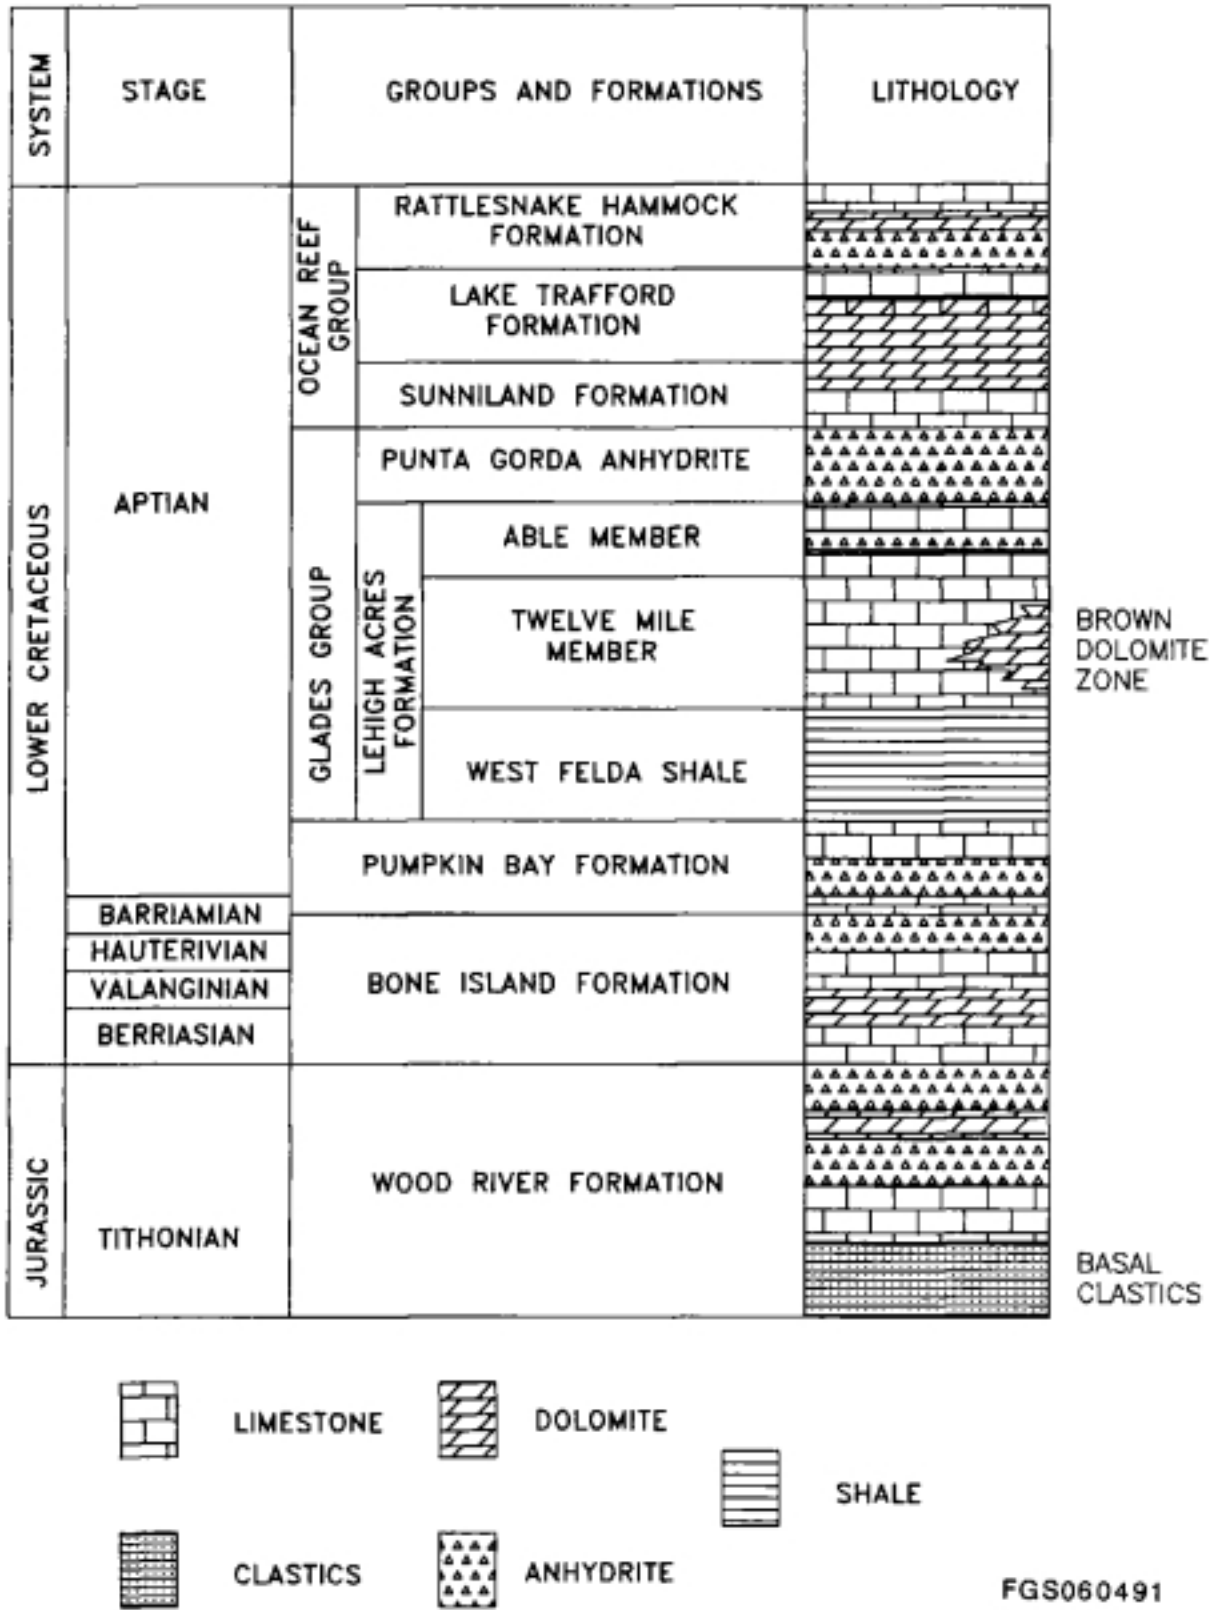 SYSTEM
STAGE
GROUPS AND FORMATIONS
LITHOLOGY
LOWER CRETACEOUS
APTIAN
OCEAN REEF
GROUP
RATTLESNAKE HAMMOCK
FORMATION
LAKE TRAFFORD
FORMATION
SUNNILAND FORMATION
GLADES GROUP
PUNTA GORDA ANHYDRITE
LEHIGH ACRES
FORMATION
ABLE MEMBER
TWELVE MILE
MEMBER
BROWN
DOLOMITE
ZONE
WEST FELDA SHALE
PUMPKIN BAY FORMATION
BARRIAMIAN
HAUTERIVIAN
VALANGINIAN
BERRIASIAN
BONE ISLAND FORMATION
JURASSIC
TITHONIAN
WOOD RIVER FORMATION
BASAL
CLASTICS
LIMESTONE
DOLOMITE
SHALE
CLASTICS
ANHYDRITE
FGS060491